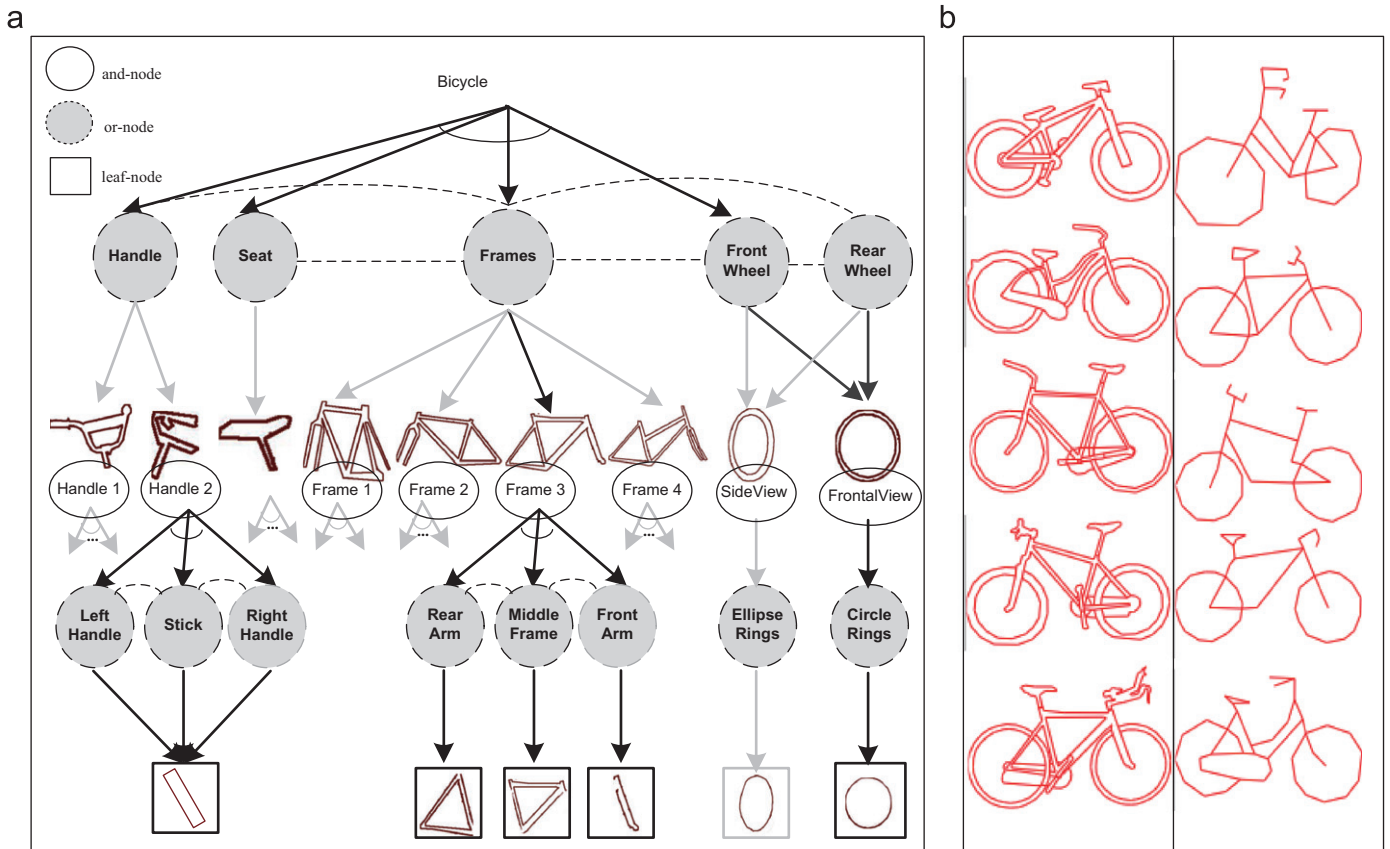 a
b
and-node
Bicycle
or-node
leaf-node
Handle
Seat
Frames
Front
Wheel
Rear
Wheel
Handle 1
Handle 2
Frame 1
Frame 2
Frame 3
Frame 4
SideView
FrontalView
...
...
...
...
...
...
Left
Handle
Stick
Right
Handle
Rear
Arm
Middle
Frame
Front
Arm
Ellipse
Rings
Circle
Rings